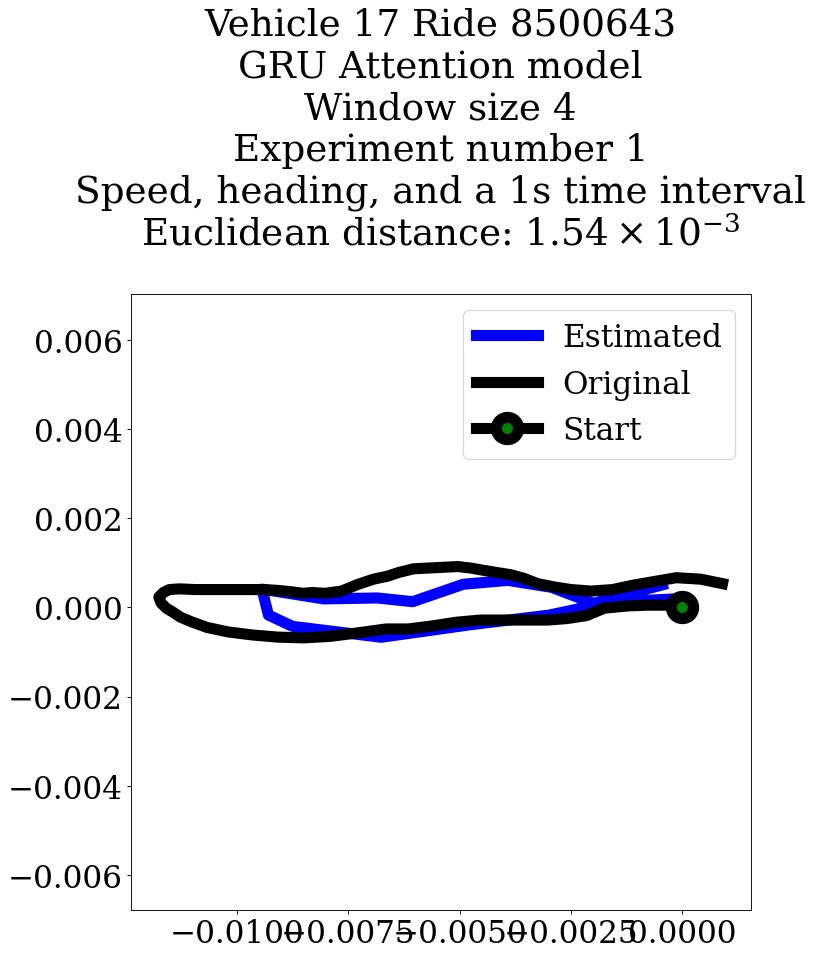 Vehicle 17 Ride 8500643
GRU Attention model
Window size 4
Experiment number 1
Speed, heading, and a 1s time interval
Euclidean distance: 1.54 × 10⁻³
Estimated
Original
Start
0.006
0.004
0.002
0.000
−0.002
−0.004
−0.006
−0.0100 −0.0075 −0.0050 −0.0025 0.0000